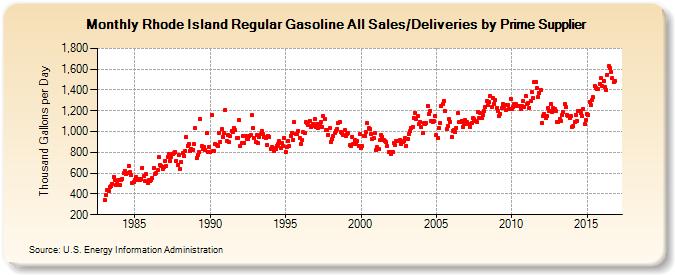 Monthly Rhode Island Regular Gasoline All Sales/Deliveries by Prime Supplier
Thousand Gallons per Day
1,800
1,600
1,400
1,200
1,000
800
600
400
200
1985 1990 1995 2000 2005 2010 2015
Source: U.S. Energy Information Administration